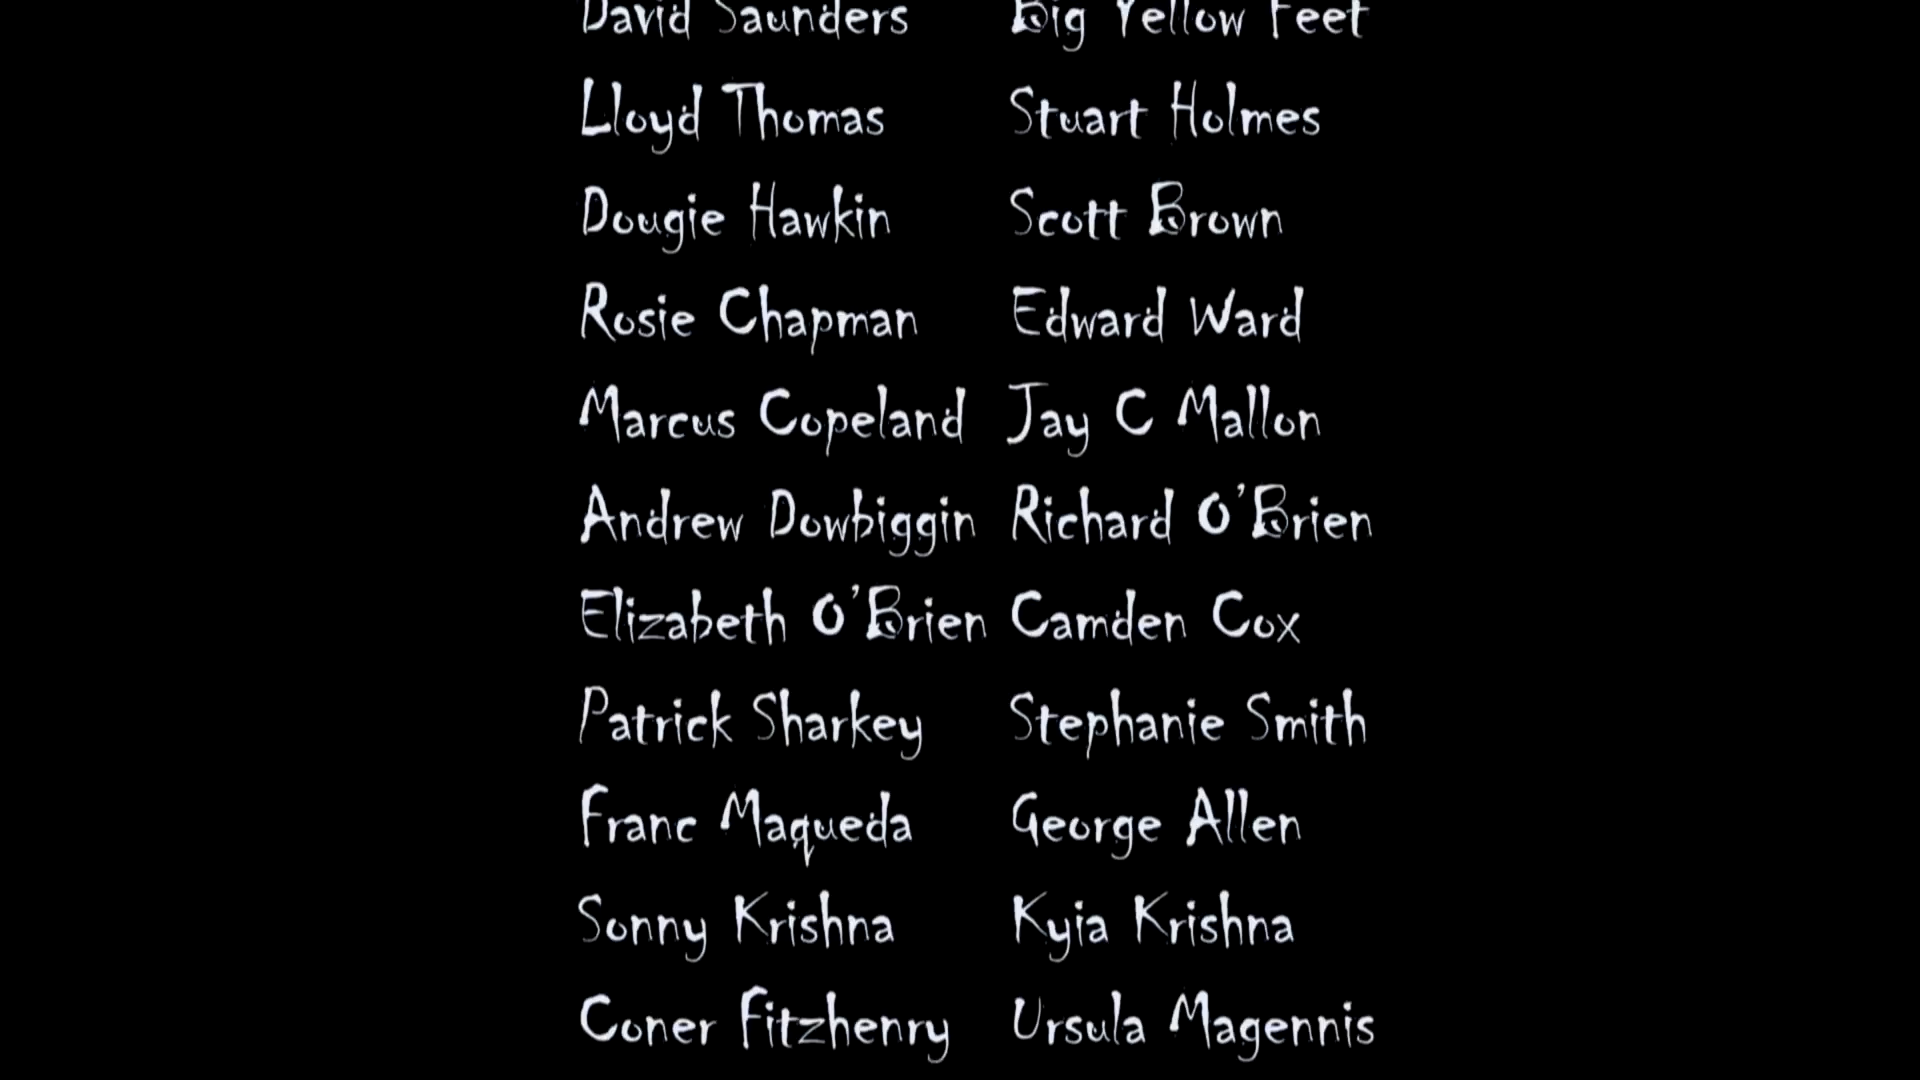 David Saunders Big Yellow Feet
Lloyd Thomas Stuart Holmes
Dougie Hawkin Scott Brown
Rosie Chapman Edward Ward
Marcus Copeland Jay C Mallon
Andrew Dowbiggin Richard O'Brien
Elizabeth O'Brien Camden Cox
Patrick Sharkey Stephanie Smith
Franc Maqueda George Allen
Sonny Krishna Kyia Krishna
Coner Fitzhenry Ursula Magennis